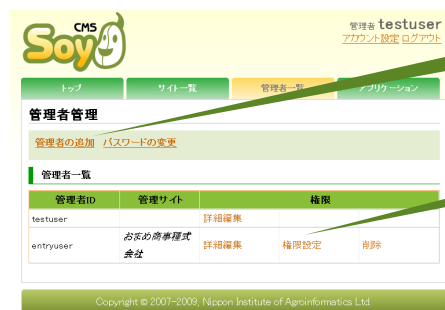 CMS
Soy
管理者 testuser
アカウント設定 ログアウト
トップ
サイト一覧
管理者一覧
アプリケーション
管理者管理
管理者の追加 パスワードの変更
管理者一覧
管理者ID 管理サイト 権限
testuser 詳細編集
entryuser おまめ商事種式会社 詳細編集 権限設定 削除
Copyright © 2007-2009, Nippon Institute of Agroinformatics Ltd.